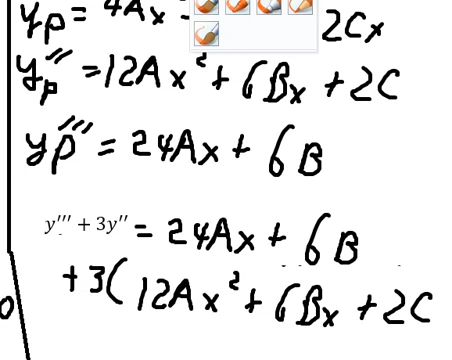 yp = 4Ax 2Cx
yp'' = 12Ax² + 6Bx + 2C
yp''' = 24Ax + 6B
y''' + 3y'' = 24Ax + 6B
+3( 12Ax² + 6Bx + 2C